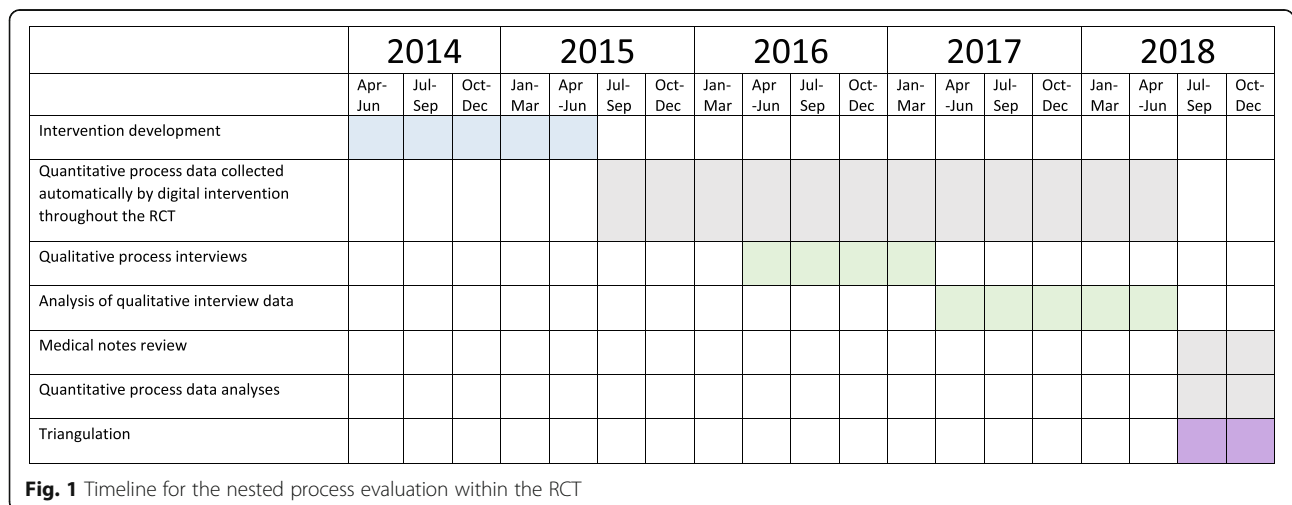 2014 2015 2016 2017 2018
Apr- Jul- Oct- Jan- Apr Jul- Oct- Jan- Apr Jul- Oct- Jan- Apr Jul- Oct- Jan- Apr Jul- Oct-
Jun Sep Dec Mar -Jun Sep Dec Mar -Jun Sep Dec Mar -Jun Sep Dec Mar -Jun Sep Dec
Intervention development
Quantitative process data collected
automatically by digital intervention
throughout the RCT
Qualitative process interviews
Analysis of qualitative interview data
Medical notes review
Quantitative process data analyses
Triangulation
Fig. 1 Timeline for the nested process evaluation within the RCT